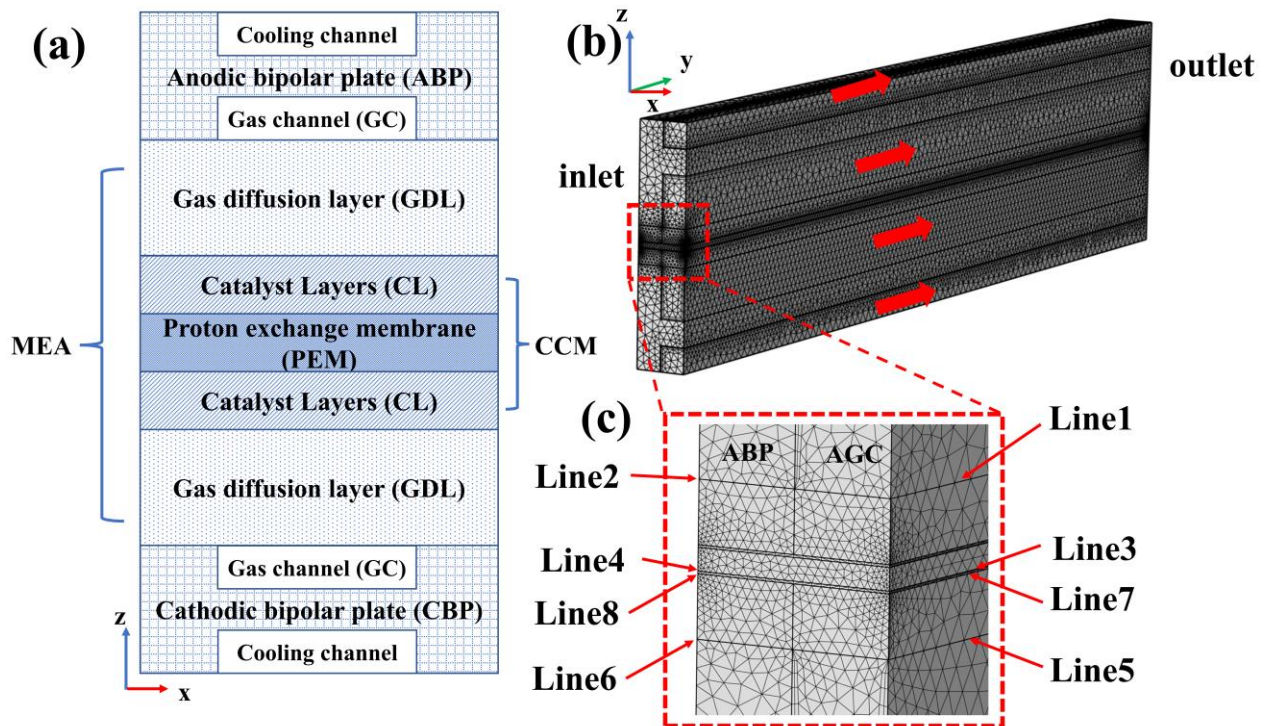 (a)
Cooling channel
Anodic bipolar plate (ABP)
Gas channel (GC)
Gas diffusion layer (GDL)
Catalyst Layers (CL)
Proton exchange membrane
(PEM)
Catalyst Layers (CL)
Gas diffusion layer (GDL)
Gas channel (GC)
Cathodic bipolar plate (CBP)
Cooling channel
MEA
CCM
z
x
(b)
z
y
x
inlet
outlet
(c)
ABP
AGC
Line1
Line2
Line3
Line4
Line7
Line8
Line5
Line6